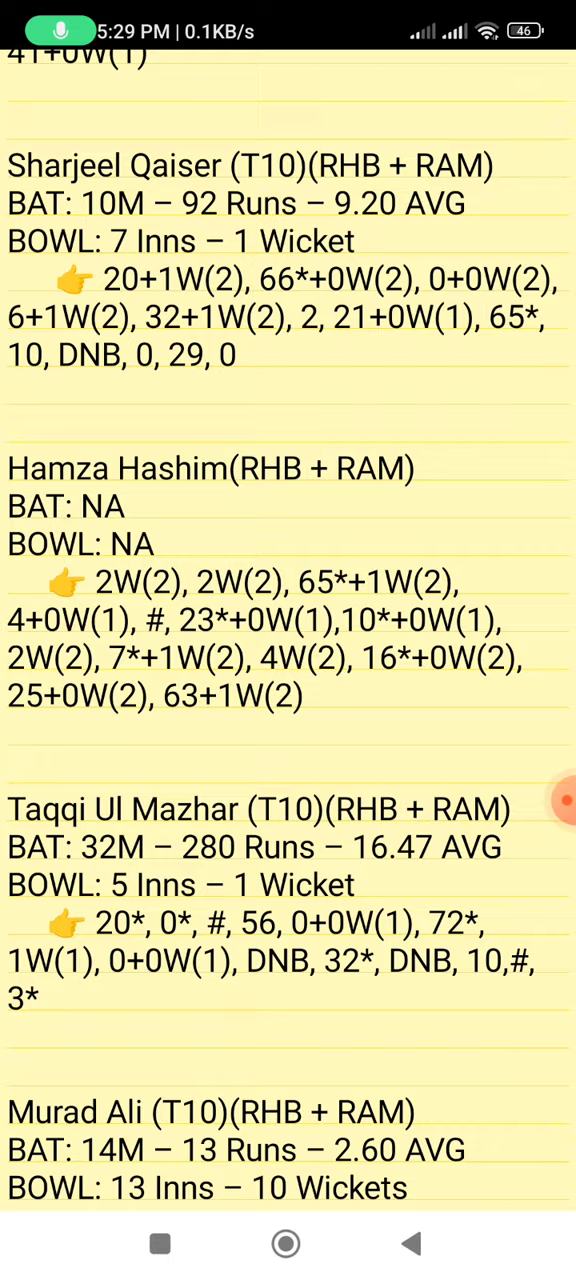 5:29 PM | 0.1KB/s
46
41+0W(1)
Sharjeel Qaiser (T10)(RHB + RAM)
BAT: 10M – 92 Runs – 9.20 AVG
BOWL: 7 Inns – 1 Wicket
👉 20+1W(2), 66*+0W(2), 0+0W(2),
6+1W(2), 32+1W(2), 2, 21+0W(1), 65*,
10, DNB, 0, 29, 0
Hamza Hashim(RHB + RAM)
BAT: NA
BOWL: NA
👉 2W(2), 2W(2), 65*+1W(2),
4+0W(1), #, 23*+0W(1),10*+0W(1),
2W(2), 7*+1W(2), 4W(2), 16*+0W(2),
25+0W(2), 63+1W(2)
Taqqi Ul Mazhar (T10)(RHB + RAM)
BAT: 32M – 280 Runs – 16.47 AVG
BOWL: 5 Inns – 1 Wicket
👉 20*, 0*, #, 56, 0+0W(1), 72*,
1W(1), 0+0W(1), DNB, 32*, DNB, 10,#,
3*
Murad Ali (T10)(RHB + RAM)
BAT: 14M – 13 Runs – 2.60 AVG
BOWL: 13 Inns – 10 Wickets